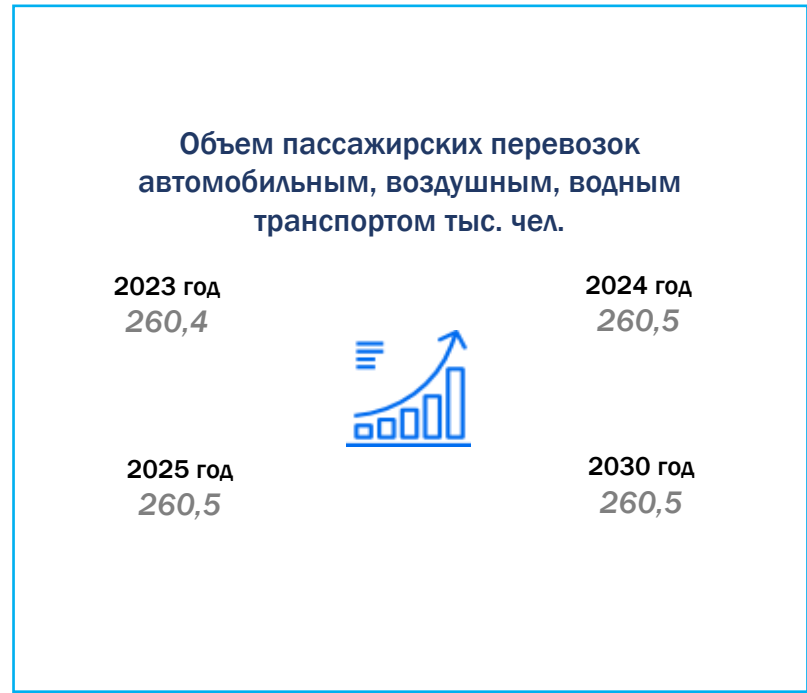 Объем пассажирских перевозок
автомобильным, воздушным, водным
транспортом тыс. чел.
2023 год
260,4
2024 год
260,5
2025 год
260,5
2030 год
260,5